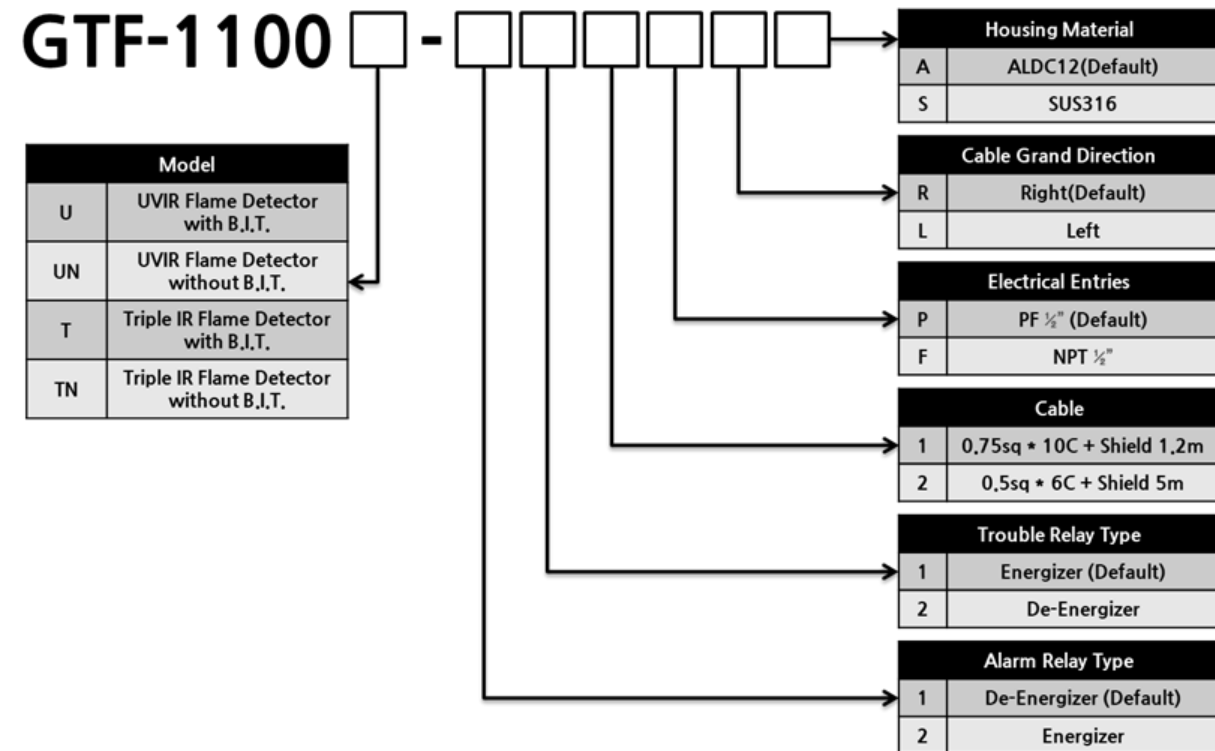 GTF-1100 -
Model
U UVIR Flame Detector
with B.I.T.
UN UVIR Flame Detector
without B.I.T.
T Triple IR Flame Detector
with B.I.T.
TN Triple IR Flame Detector
without B.I.T.
Housing Material
A ALDC12(Default)
S SUS316
Cable Grand Direction
R Right(Default)
L Left
Electrical Entries
P PF ½" (Default)
F NPT ½"
Cable
1 0.75sq * 10C + Shield 1.2m
2 0.5sq * 6C + Shield 5m
Trouble Relay Type
1 Energizer (Default)
2 De-Energizer
Alarm Relay Type
1 De-Energizer (Default)
2 Energizer